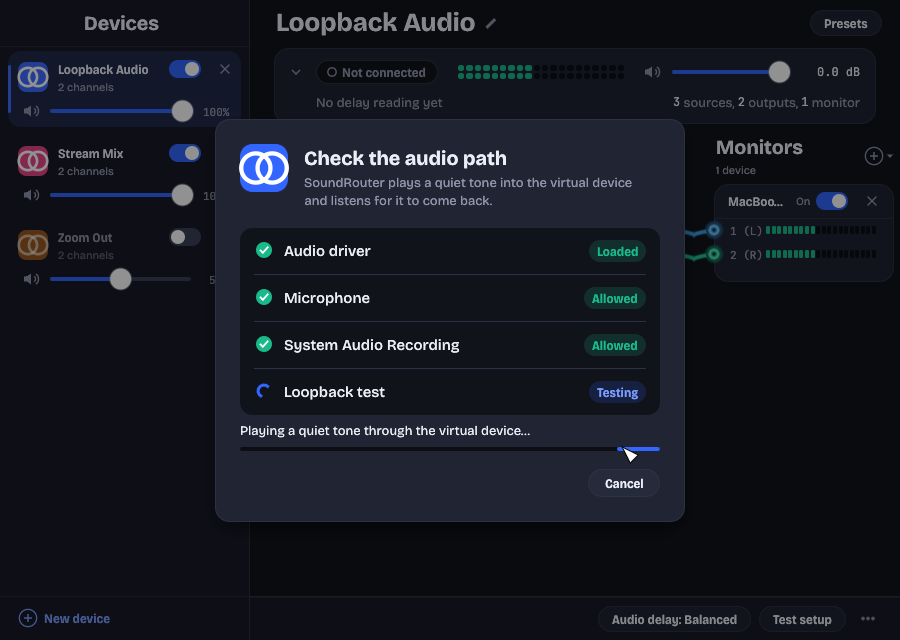 Devices
Loopback Audio
2 channels
100%
Stream Mix
2 channels
Zoom Out
2 channels
New device
Loopback Audio
Presets
Not connected
0.0 dB
No delay reading yet
3 sources, 2 outputs, 1 monitor
Monitors
1 device
MacBoo...
On
1 (L)
2 (R)
Check the audio path
SoundRouter plays a quiet tone into the virtual device
and listens for it to come back.
Audio driver
Loaded
Microphone
Allowed
System Audio Recording
Allowed
Loopback test
Testing
Playing a quiet tone through the virtual device...
Cancel
Audio delay: Balanced
Test setup